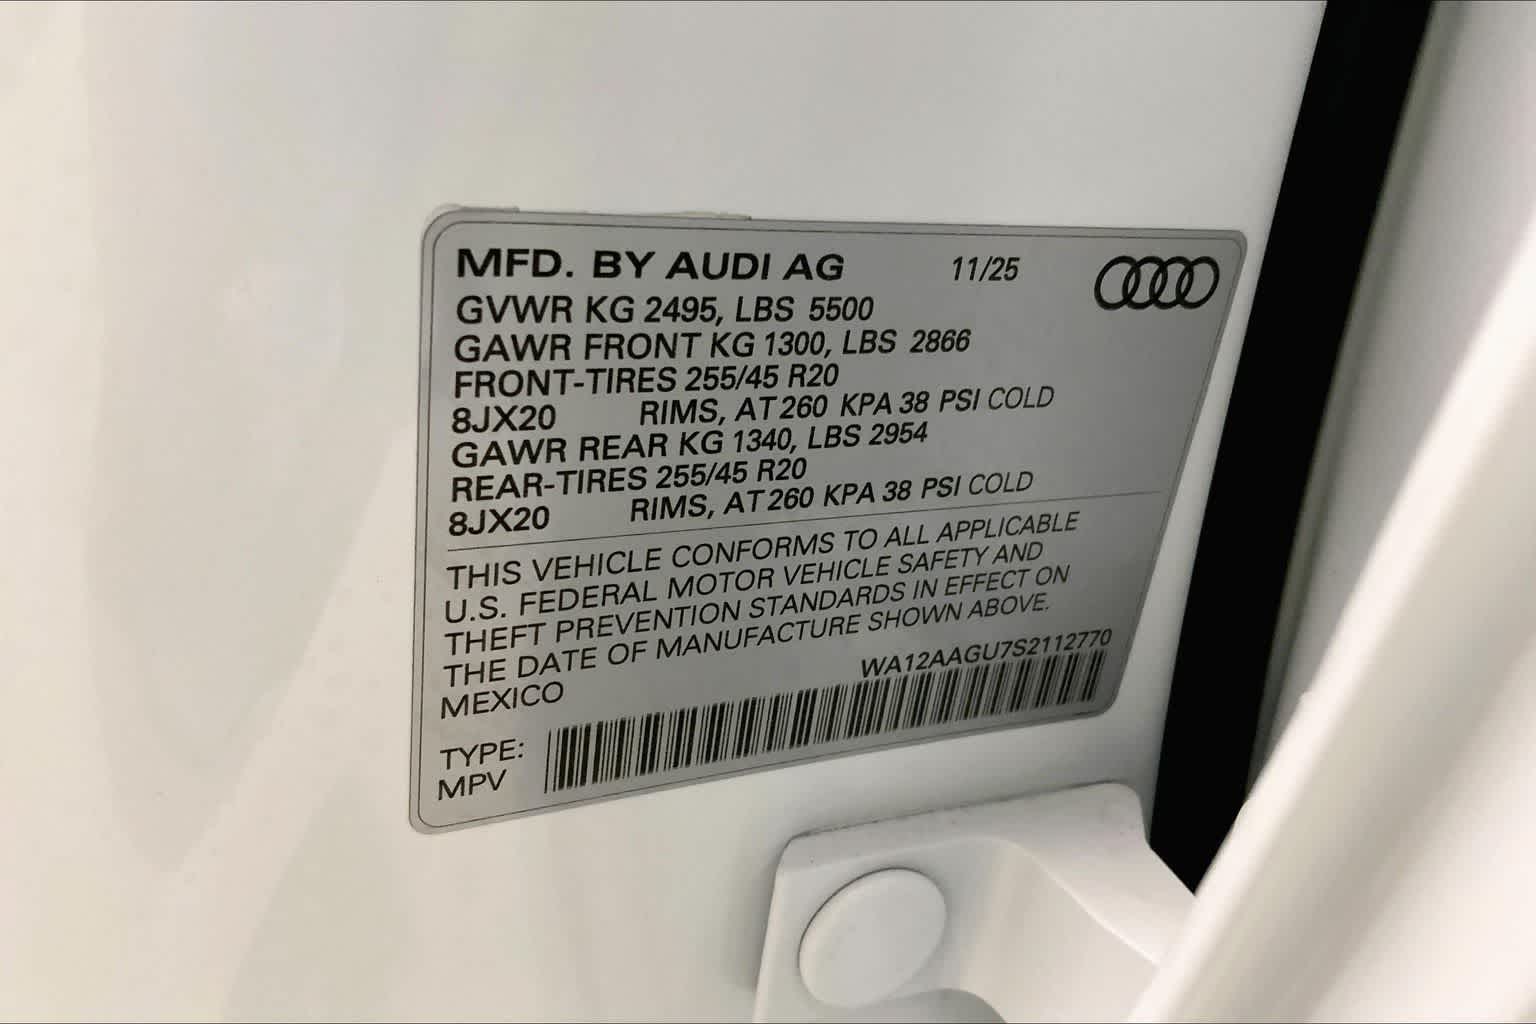 MFD. BY AUDI AG 11/25
GVWR KG 2495, LBS 5500
GAWR FRONT KG 1300, LBS 2866
FRONT-TIRES 255/45 R20
8JX20 RIMS, AT 260 KPA 38 PSI COLD
GAWR REAR KG 1340, LBS 2954
REAR-TIRES 255/45 R20
8JX20 RIMS, AT 260 KPA 38 PSI COLD
THIS VEHICLE CONFORMS TO ALL APPLICABLE
U.S. FEDERAL MOTOR VEHICLE SAFETY AND
THEFT PREVENTION STANDARDS IN EFFECT ON
THE DATE OF MANUFACTURE SHOWN ABOVE.
MEXICO
WA12AAGU7S2112770
TYPE:
MPV